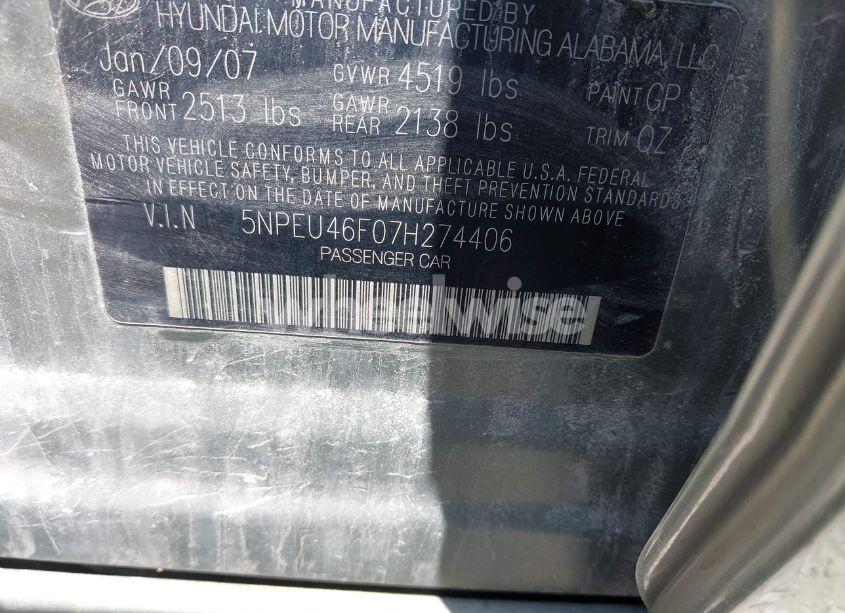 MANUFACTURED BY
HYUNDAI MOTOR MANUFACTURING ALABAMA, LLC
Jan/09/07 GVWR 4519 lbs PAINT GP
GAWR FRONT 2513 lbs GAWR REAR 2138 lbs TRIM QZ
THIS VEHICLE CONFORMS TO ALL APPLICABLE U.S.A. FEDERAL
MOTOR VEHICLE SAFETY, BUMPER, AND THEFT PREVENTION STANDARDS
IN EFFECT ON THE DATE OF MANUFACTURE SHOWN ABOVE
V.I.N 5NPEU46F07H274406
PASSENGER CAR
wheelwise